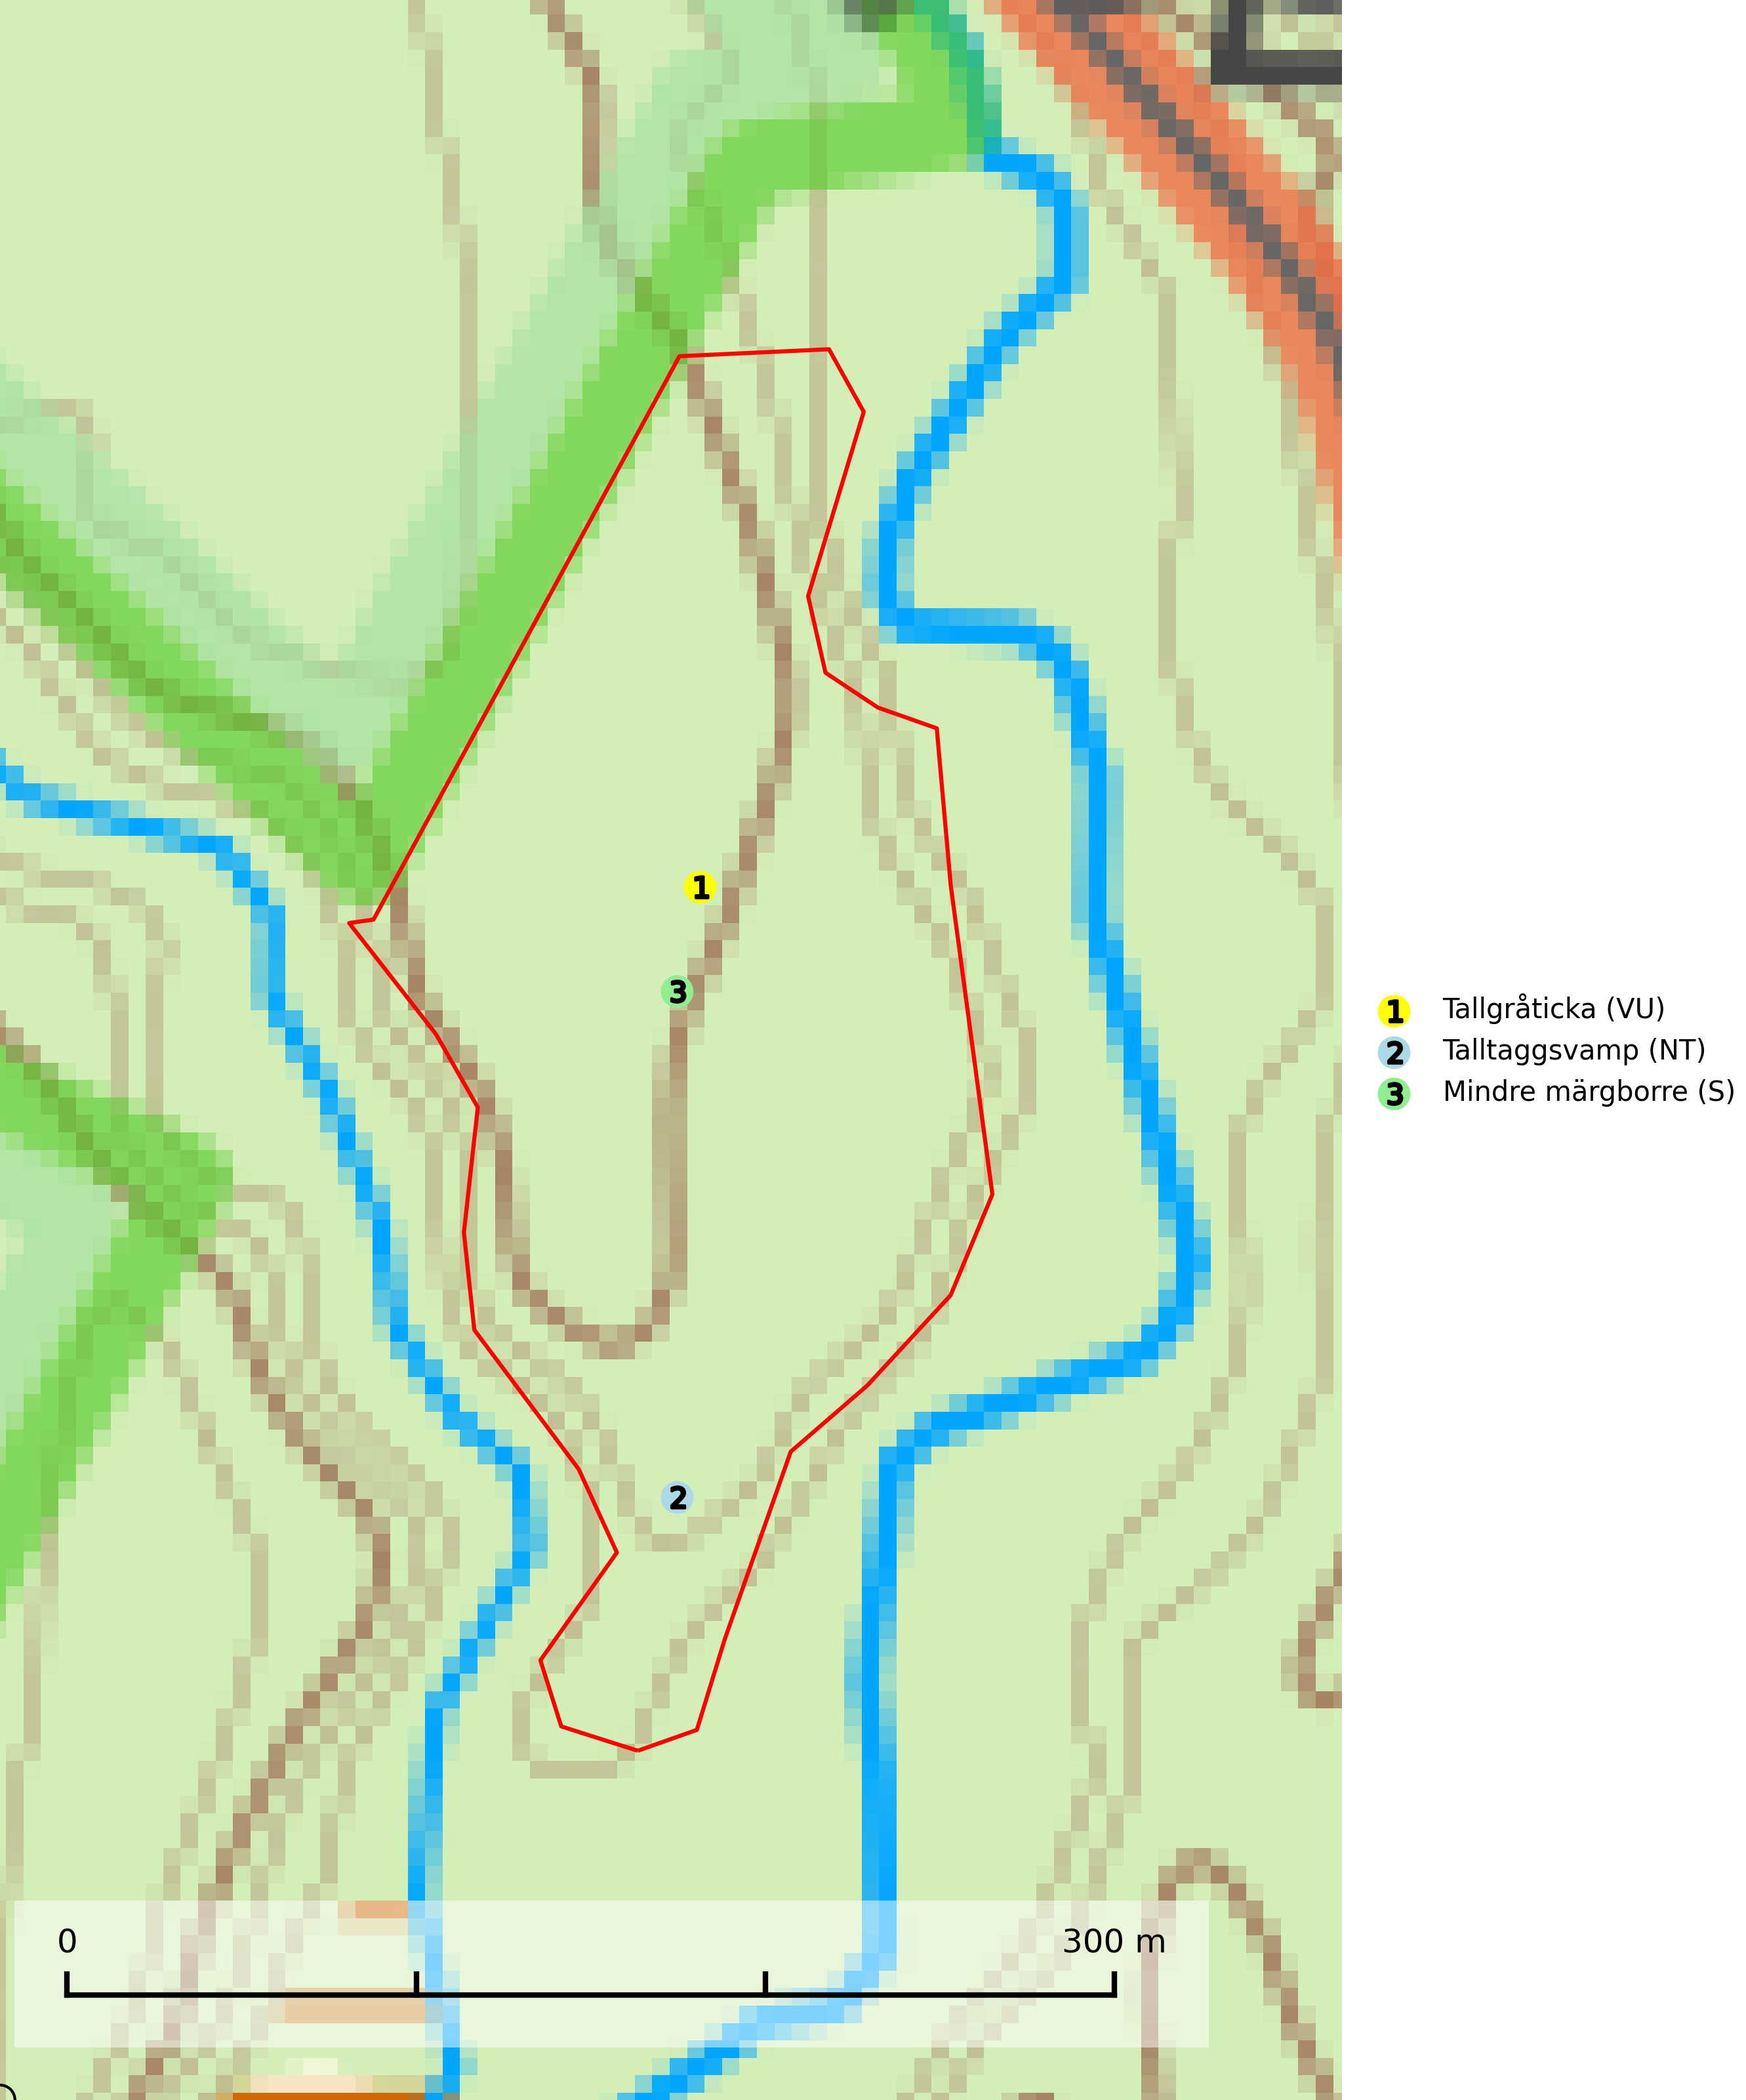 1
3
2
1 Tallgråticka (VU)
2 Talltaggsvamp (NT)
3 Mindre märgborre (S)
0 300 m